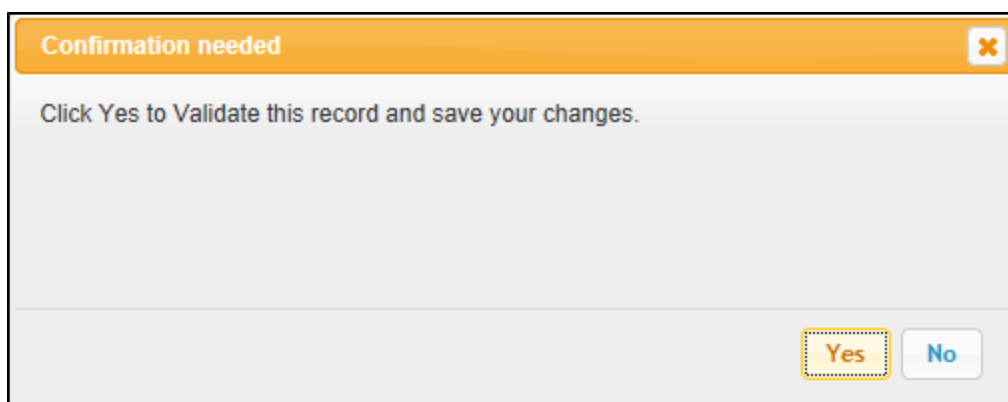 Confirmation needed
Click Yes to Validate this record and save your changes.
Yes No